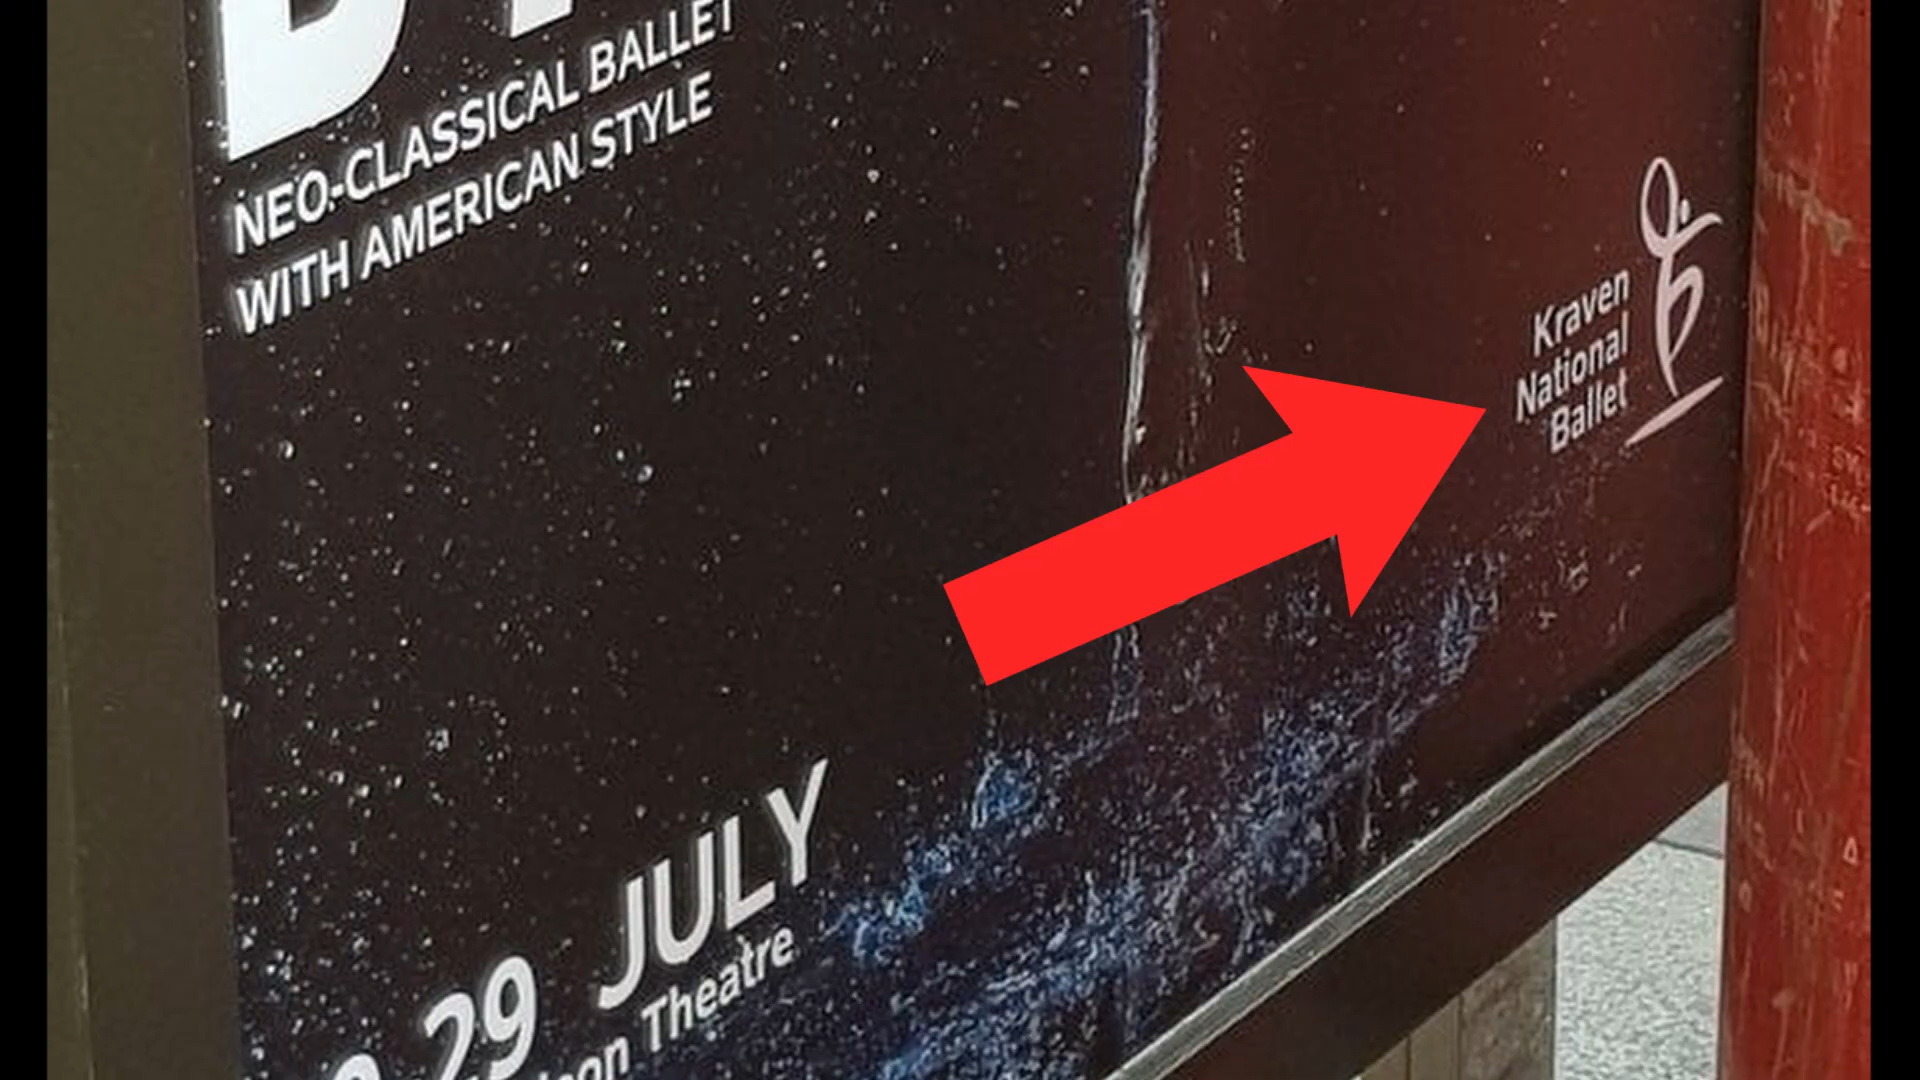 NEO-CLASSICAL BALLET
WITH AMERICAN STYLE
Kraven
National
Ballet
29 JULY
Theatre